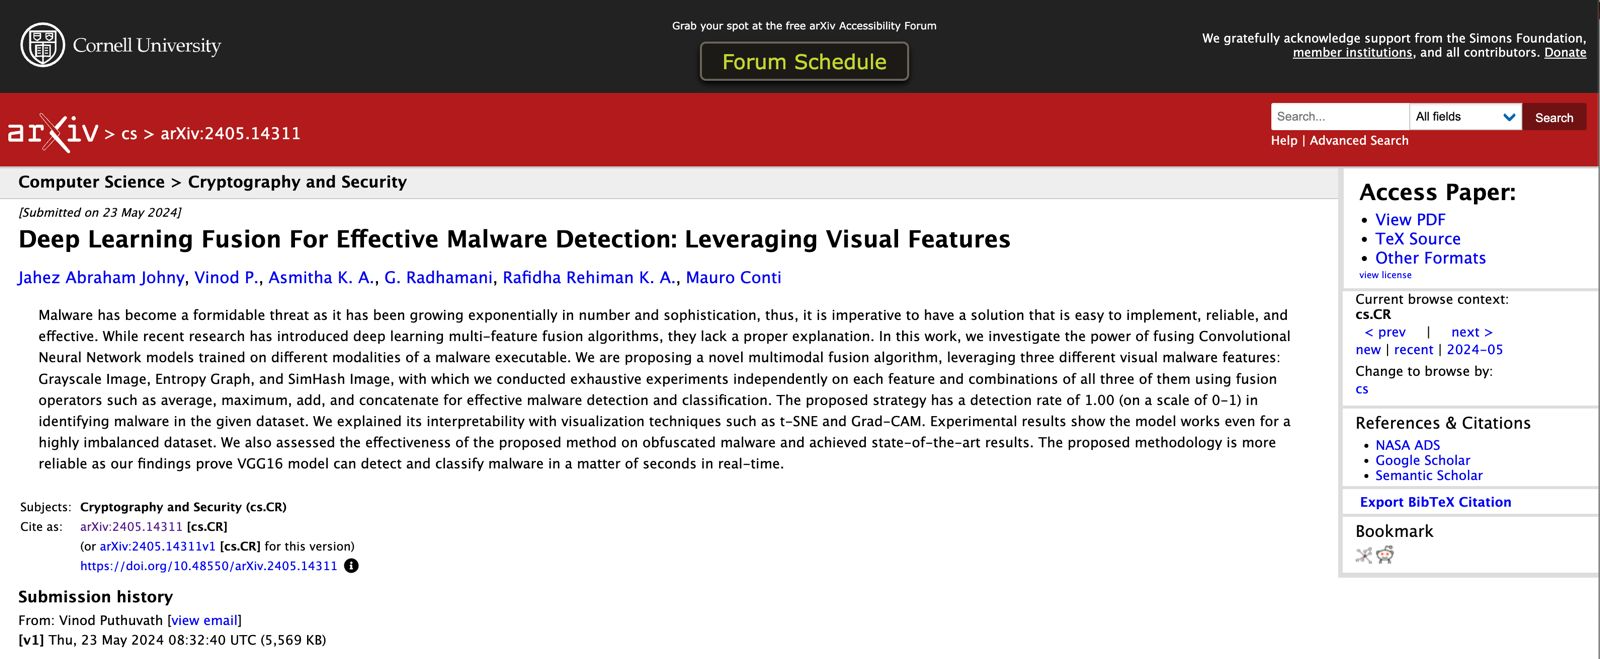 Cornell University
Grab your spot at the free arXiv Accessibility Forum
Forum Schedule
We gratefully acknowledge support from the Simons Foundation,
member institutions, and all contributors. Donate
arXiv > cs > arXiv:2405.14311
Search...
All fields
Search
Help | Advanced Search
Computer Science > Cryptography and Security
[Submitted on 23 May 2024]
Deep Learning Fusion For Effective Malware Detection: Leveraging Visual Features
Jahez Abraham Johny, Vinod P., Asmitha K. A., G. Radhamani, Rafidha Rehiman K. A., Mauro Conti
Malware has become a formidable threat as it has been growing exponentially in number and sophistication, thus, it is imperative to have a solution that is easy to implement, reliable, and
effective. While recent research has introduced deep learning multi-feature fusion algorithms, they lack a proper explanation. In this work, we investigate the power of fusing Convolutional
Neural Network models trained on different modalities of a malware executable. We are proposing a novel multimodal fusion algorithm, leveraging three different visual malware features:
Grayscale Image, Entropy Graph, and SimHash Image, with which we conducted exhaustive experiments independently on each feature and combinations of all three of them using fusion
operators such as average, maximum, add, and concatenate for effective malware detection and classification. The proposed strategy has a detection rate of 1.00 (on a scale of 0-1) in
identifying malware in the given dataset. We explained its interpretability with visualization techniques such as t-SNE and Grad-CAM. Experimental results show the model works even for a
highly imbalanced dataset. We also assessed the effectiveness of the proposed method on obfuscated malware and achieved state-of-the-art results. The proposed methodology is more
reliable as our findings prove VGG16 model can detect and classify malware in a matter of seconds in real-time.
Subjects: Cryptography and Security (cs.CR)
Cite as: arXiv:2405.14311 [cs.CR]
(or arXiv:2405.14311v1 [cs.CR] for this version)
https://doi.org/10.48550/arXiv.2405.14311
Submission history
From: Vinod Puthuvath [view email]
[v1] Thu, 23 May 2024 08:32:40 UTC (5,569 KB)
Access Paper:
• View PDF
• TeX Source
• Other Formats
view license
Current browse context:
cs.CR
< prev | next >
new | recent | 2024-05
Change to browse by:
cs
References & Citations
• NASA ADS
• Google Scholar
• Semantic Scholar
Export BibTeX Citation
Bookmark